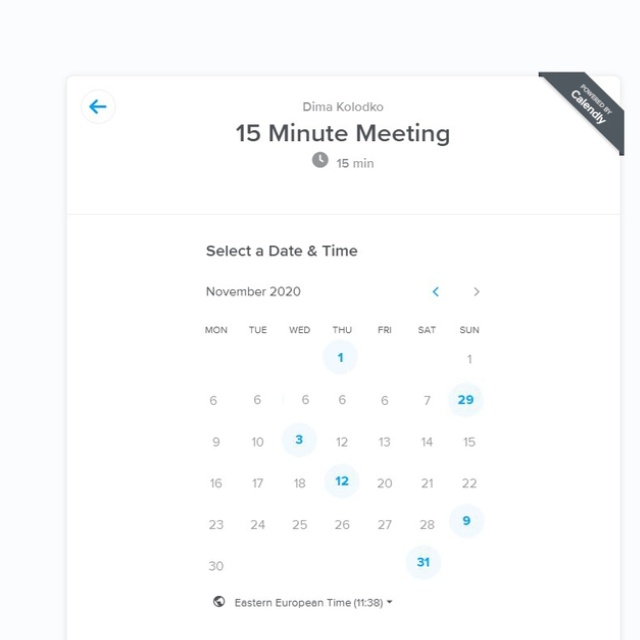 Dima Kolodko
15 Minute Meeting
15 min
POWERED BY
Calendly
Select a Date & Time
November 2020
MON TUE WED THU FRI SAT SUN
1 1
6 6 6 6 6 7 29
9 10 3 12 13 14 15
16 17 18 12 20 21 22
23 24 25 26 27 28 9
30 31
Eastern European Time (11:38)